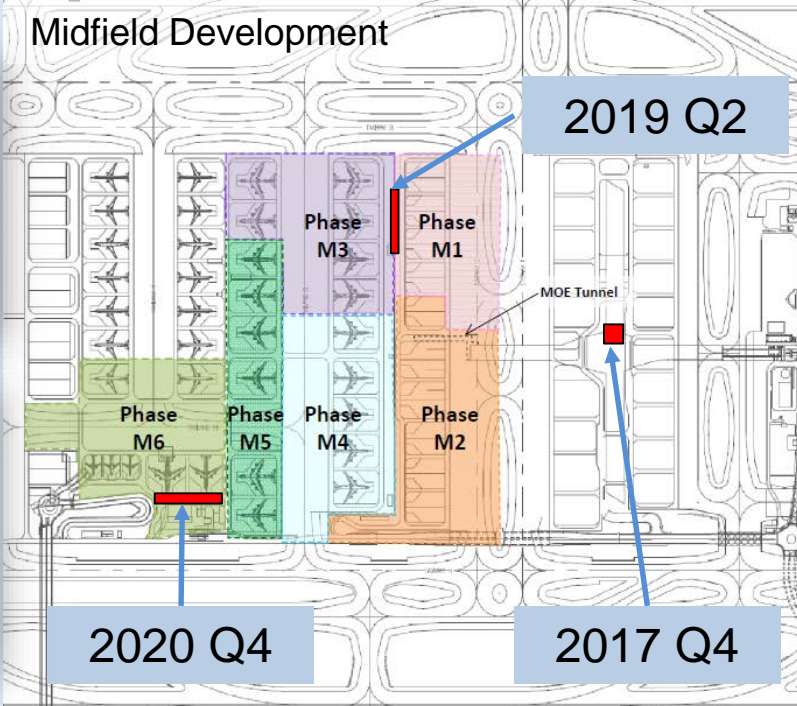 Midfield Development
2019 Q2
Phase
M3
Phase
M1
MOE Tunnel
Phase
M6
Phase
M5
Phase
M4
Phase
M2
2020 Q4
2017 Q4